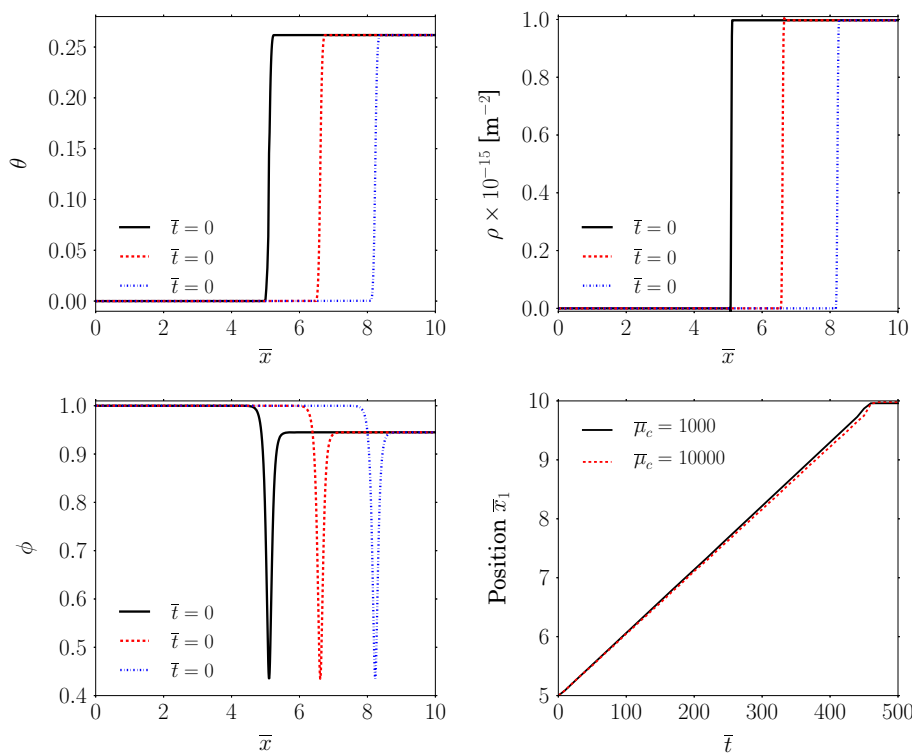 0.25
0.20
0.15
0.10
0.05
0.00
θ
t̅ = 0
t̅ = 0
t̅ = 0
0 2 4 6 8 10
x̅
1.0
0.8
0.6
0.4
0.2
0.0
ρ × 10⁻¹⁵ [m⁻²]
t̅ = 0
t̅ = 0
t̅ = 0
0 2 4 6 8 10
x̅
1.0
0.9
0.8
0.7
0.6
0.5
0.4
ϕ
t̅ = 0
t̅ = 0
t̅ = 0
0 2 4 6 8 10
x̅
10
9
8
7
6
5
Position x̅₁
μ̅_c = 1000
μ̅_c = 10000
0 100 200 300 400 500
t̅